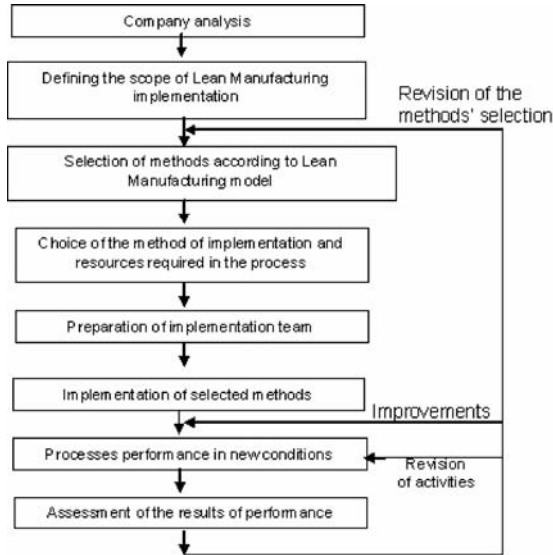 Company analysis
Defining the scope of Lean Manufacturing
implementation
Revision of the
methods' selection
Selection of methods according to Lean
Manufacturing model
Choice of the method of implementation and
resources required in the process
Preparation of implementation team
Implementation of selected methods
Improvements
Processes performance in new conditions
Revision
of activities
Assessment of the results of performance